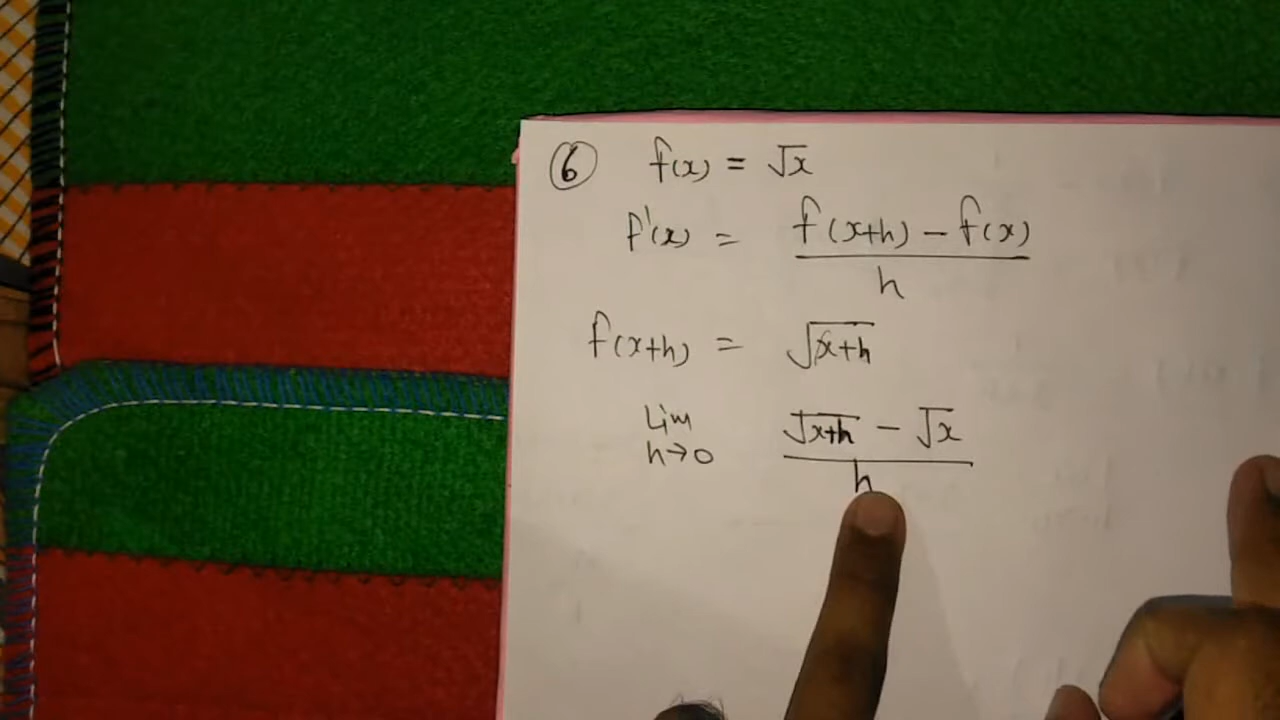 ⑥ f(x) = √x
f'(x) = f(x+h) - f(x) / h
f(x+h) = √x+h
Lim h→0 √x+h - √x / h